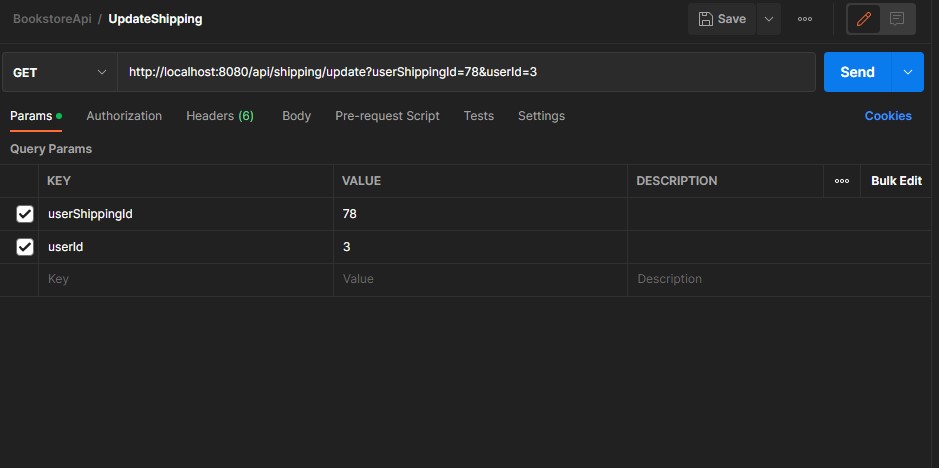 BookstoreApi / UpdateShipping
Save
GET
http://localhost:8080/api/shipping/update?userShippingId=78&userId=3
Send
Params Authorization Headers (6) Body Pre-request Script Tests Settings Cookies
Query Params
KEY VALUE DESCRIPTION Bulk Edit
userShippingId 78
userId 3
Key Value Description